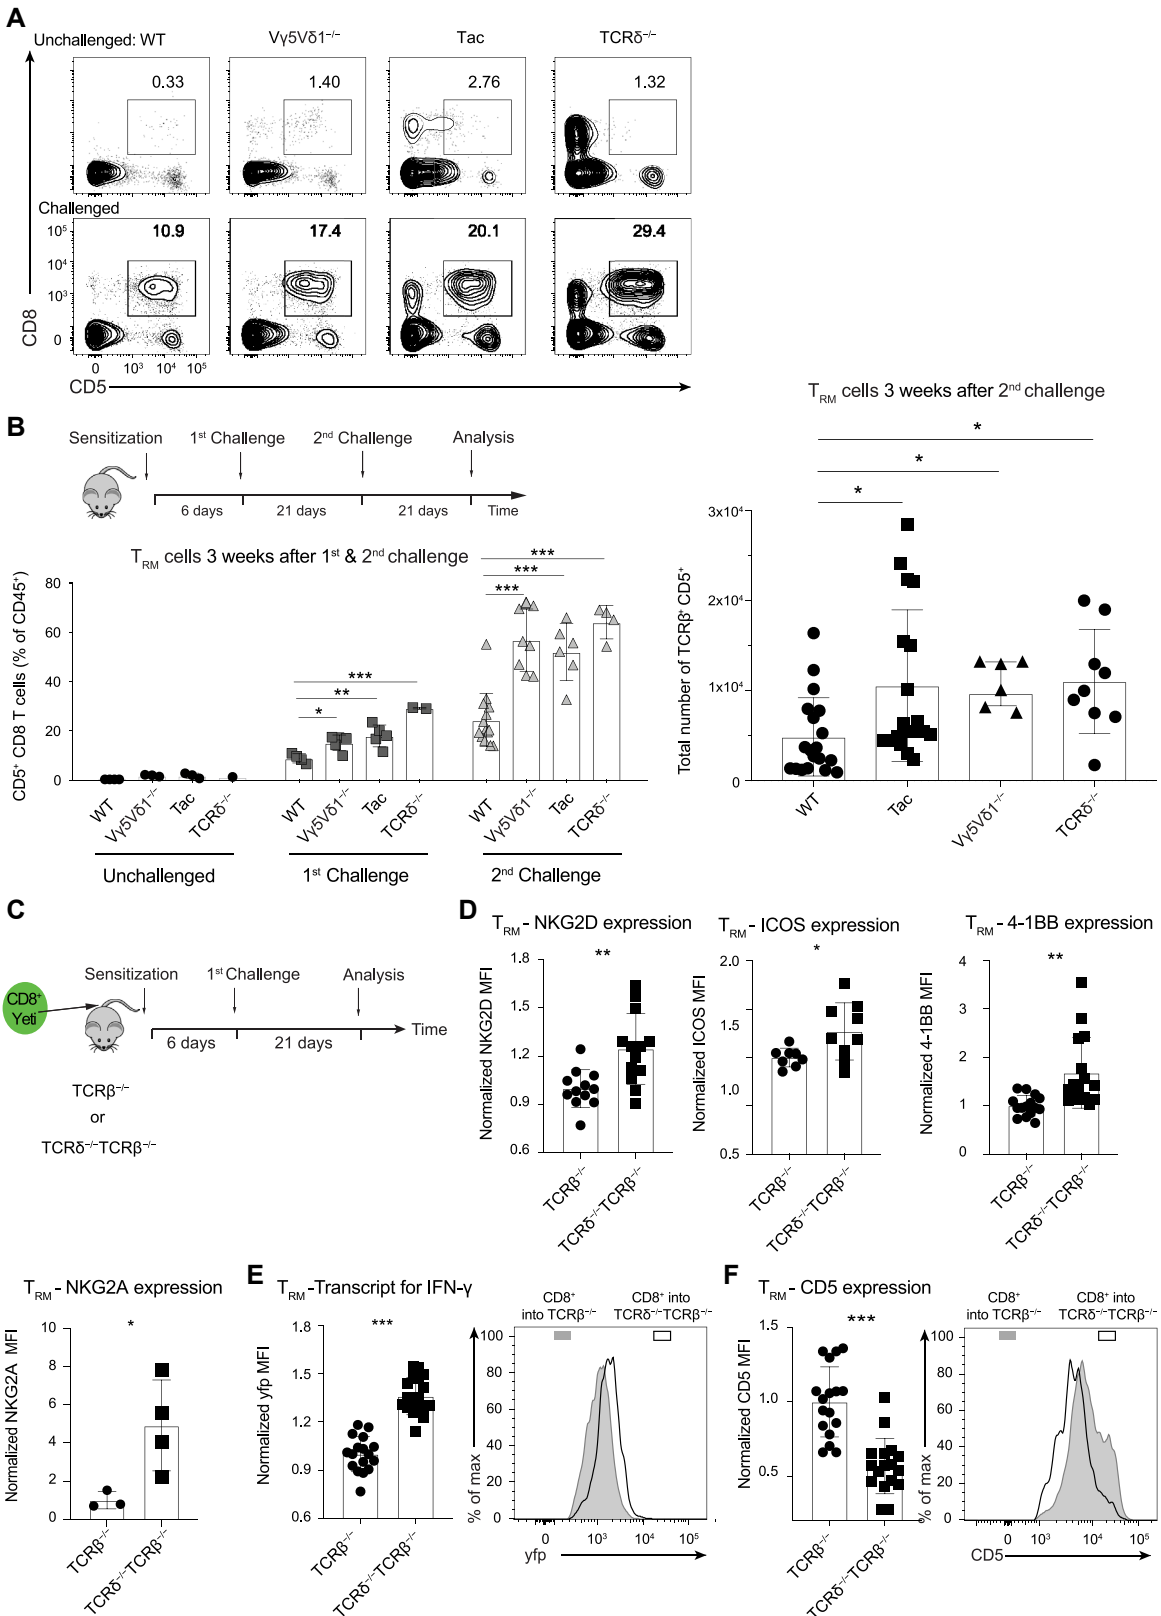 A
Unchallenged: WT
Vγ5Vδ1⁻/⁻
Tac
TCRδ⁻/⁻
0.33
1.40
2.76
1.32
Challenged
10.9
17.4
20.1
29.4
10⁵
10⁴
10³
0
CD8
0 10³ 10⁴ 10⁵
CD5
B
Sensitization
1st Challenge
2nd Challenge
Analysis
6 days
21 days
21 days
Time
TRM cells 3 weeks after 1st & 2nd challenge
CD5⁺ CD8 T cells (% of CD45⁺)
80
60
40
20
0
*
**
***
***
***
***
WT
Vγ5Vδ1⁻/⁻
Tac
TCRδ⁻/⁻
WT
Vγ5Vδ1⁻/⁻
Tac
TCRδ⁻/⁻
WT
Vγ5Vδ1⁻/⁻
Tac
TCRδ⁻/⁻
Unchallenged
1st Challenge
2nd Challenge
TRM cells 3 weeks after 2nd challenge
*
*
*
Total number of TCRβ⁺ CD5⁺
3x10⁴
2x10⁴
1x10⁴
0
WT
Tac
Vγ5Vδ1⁻/⁻
TCRδ⁻/⁻
C
CD8⁺
Yeti
Sensitization
1st Challenge
Analysis
6 days
21 days
Time
TCRβ⁻/⁻
or
TCRδ⁻/⁻TCRβ⁻/⁻
D
TRM - NKG2D expression
**
Normalized NKG2D MFI
1.8
1.5
1.2
0.9
0.6
TCRβ⁻/⁻
TCRδ⁻/⁻TCRβ⁻/⁻
TRM - ICOS expression
*
Normalized ICOS MFI
2.0
1.5
1.0
0.5
TCRβ⁻/⁻
TCRδ⁻/⁻TCRβ⁻/⁻
TRM - 4-1BB expression
**
Normalized 4-1BB MFI
4
3
2
1
0
TCRβ⁻/⁻
TCRδ⁻/⁻TCRβ⁻/⁻
TRM - NKG2A expression
*
Normalized NKG2A MFI
10
8
6
4
2
0
TCRβ⁻/⁻
TCRδ⁻/⁻TCRβ⁻/⁻
E
TRM -Transcript for IFN-γ
***
Normalized yfp MFI
1.8
1.5
1.2
0.9
0.6
TCRβ⁻/⁻
TCRδ⁻/⁻TCRβ⁻/⁻
CD8⁺
into TCRβ⁻/⁻
CD8⁺ into
TCRδ⁻/⁻TCRβ⁻/⁻
% of max
100
80
60
40
20
0
0 10³ 10⁴ 10⁵
yfp
F
TRM - CD5 expression
***
Normalized CD5 MFI
1.5
1.0
0.5
TCRβ⁻/⁻
TCRδ⁻/⁻TCRβ⁻/⁻
CD8⁺
into TCRβ⁻/⁻
CD8⁺ into
TCRδ⁻/⁻TCRβ⁻/⁻
% of max
100
80
60
40
20
0
0 10³ 10⁴ 10⁵
CD5